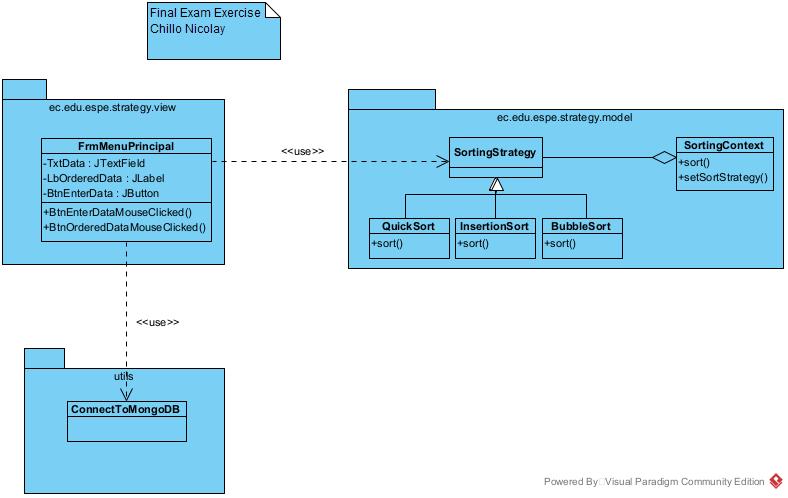 Final Exam Exercise
Chillo Nicolay
ec.edu.espe.strategy.view
FrmMenuPrincipal
-TxtData : JTextField
-LbOrderedData : JLabel
-BtnEnterData : JButton
+BtnEnterDataMouseClicked()
+BtnOrderedDataMouseClicked()
<<use>>
ec.edu.espe.strategy.model
SortingStrategy
SortingContext
+sort()
+setSortStrategy()
QuickSort
+sort()
InsertionSort
+sort()
BubbleSort
+sort()
<<use>>
utils
ConnectToMongoDB
Powered By Visual Paradigm Community Edition